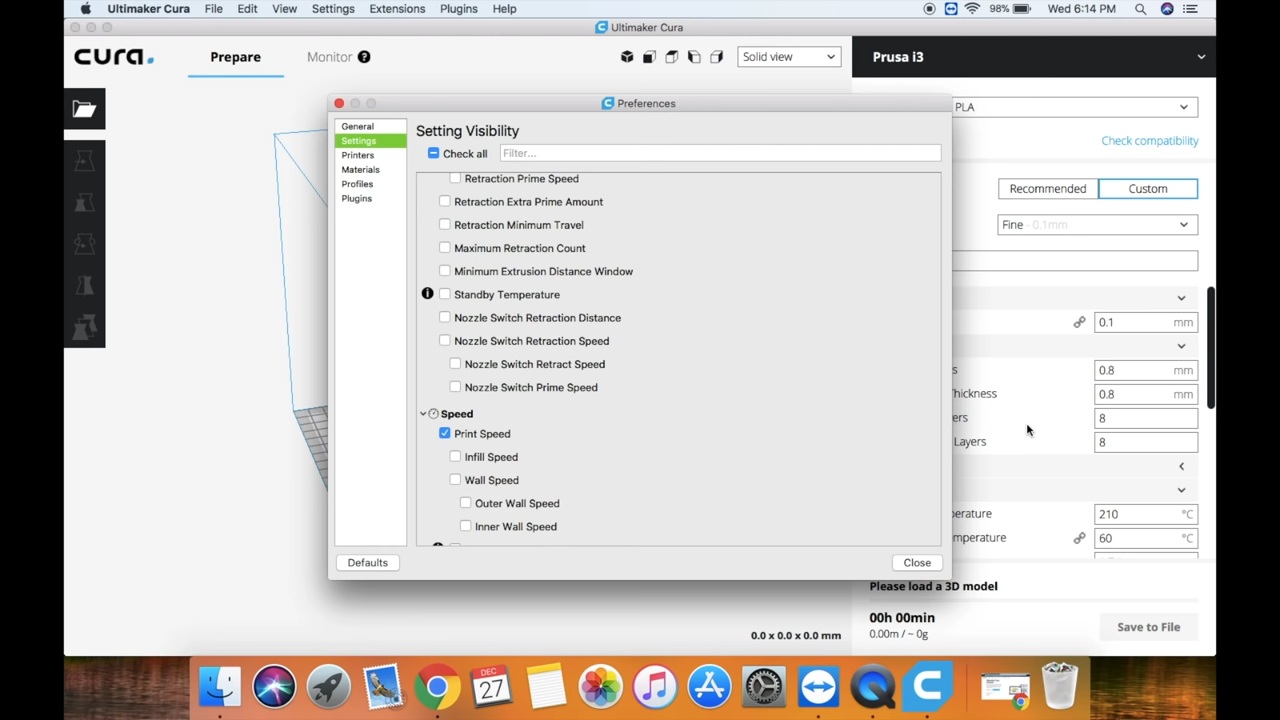 Ultimaker Cura File Edit View Settings Extensions Plugins Help 98% Wed 6:14 PM
Ultimaker Cura
cura. Prepare Monitor ? Solid view Prusa i3
Preferences
General
Settings
Printers
Materials
Profiles
Plugins
Setting Visibility
Check all Filter...
Retraction Prime Speed
Retraction Extra Prime Amount
Retraction Minimum Travel
Maximum Retraction Count
Minimum Extrusion Distance Window
Standby Temperature
Nozzle Switch Retraction Distance
Nozzle Switch Retraction Speed
Nozzle Switch Retract Speed
Nozzle Switch Prime Speed
Speed
Print Speed
Infill Speed
Wall Speed
Outer Wall Speed
Inner Wall Speed
Defaults Close
PLA
Check compatibility
Recommended Custom
Fine - 0.1mm
0.1 mm
s 0.8 mm
Thickness 0.8 mm
ers 8
Layers 8
perature 210 °C
emperature 60 °C
Please load a 3D model
00h 00min
0.00m / ~ 0g
Save to File
0.0 x 0.0 x 0.0 mm
DEC
27